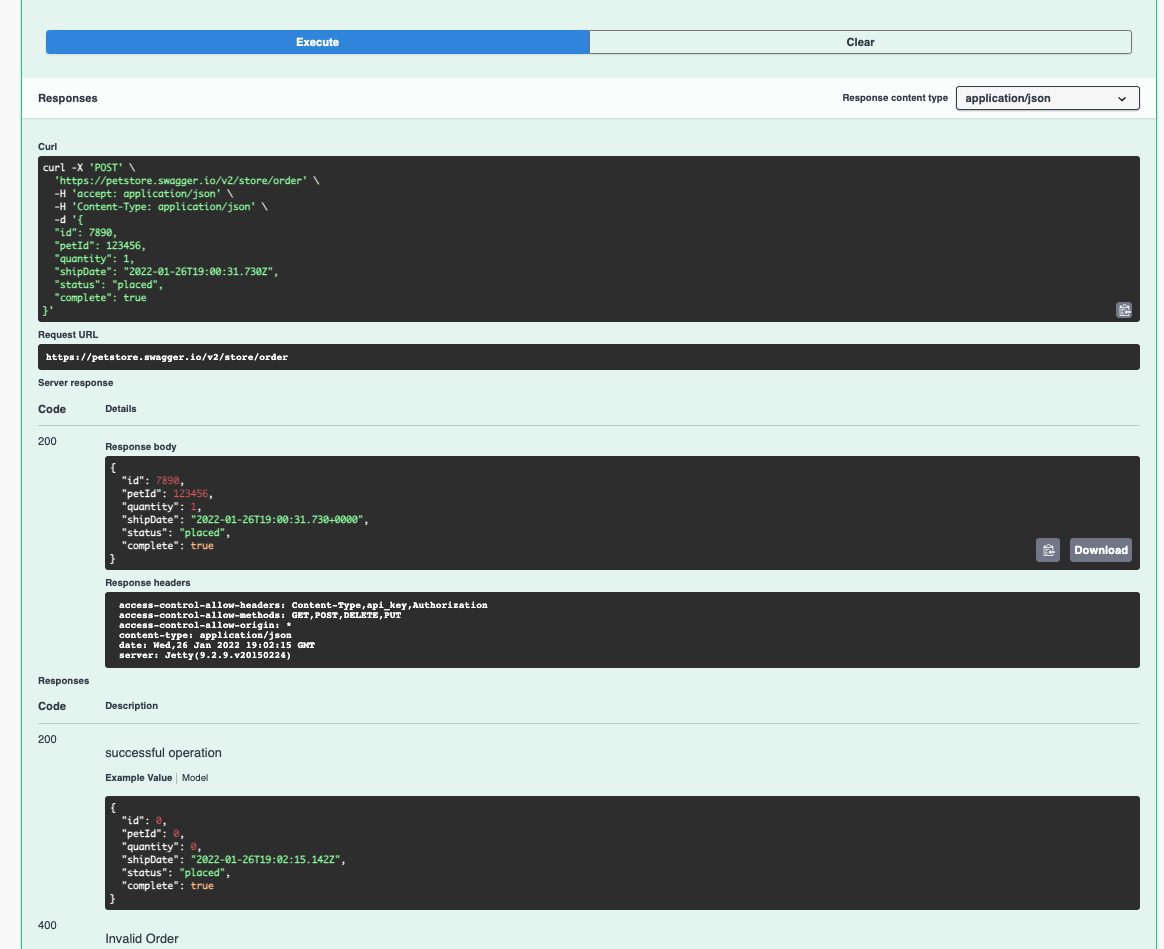 Execute
Clear
Responses
Response content type
application/json
Curl
curl -X 'POST' \
'https://petstore.swagger.io/v2/store/order' \
-H 'accept: application/json' \
-H 'Content-Type: application/json' \
-d '{
"id": 7890,
"petId": 123456,
"quantity": 1,
"shipDate": "2022-01-26T19:00:31.730Z",
"status": "placed",
"complete": true
}'
Request URL
https://petstore.swagger.io/v2/store/order
Server response
Code
Details
200
Response body
{
"id": 7890,
"petId": 123456,
"quantity": 1,
"shipDate": "2022-01-26T19:00:31.730+0000",
"status": "placed",
"complete": true
}
Download
Response headers
access-control-allow-headers: Content-Type,api_key,Authorization
access-control-allow-methods: GET,POST,DELETE,PUT
access-control-allow-origin: *
content-type: application/json
date: Wed,26 Jan 2022 19:02:15 GMT
server: Jetty(9.2.9.v20150224)
Responses
Code
Description
200
successful operation
Example Value
Model
{
"id": 0,
"petId": 0,
"quantity": 0,
"shipDate": "2022-01-26T19:02:15.142Z",
"status": "placed",
"complete": true
}
400
Invalid Order